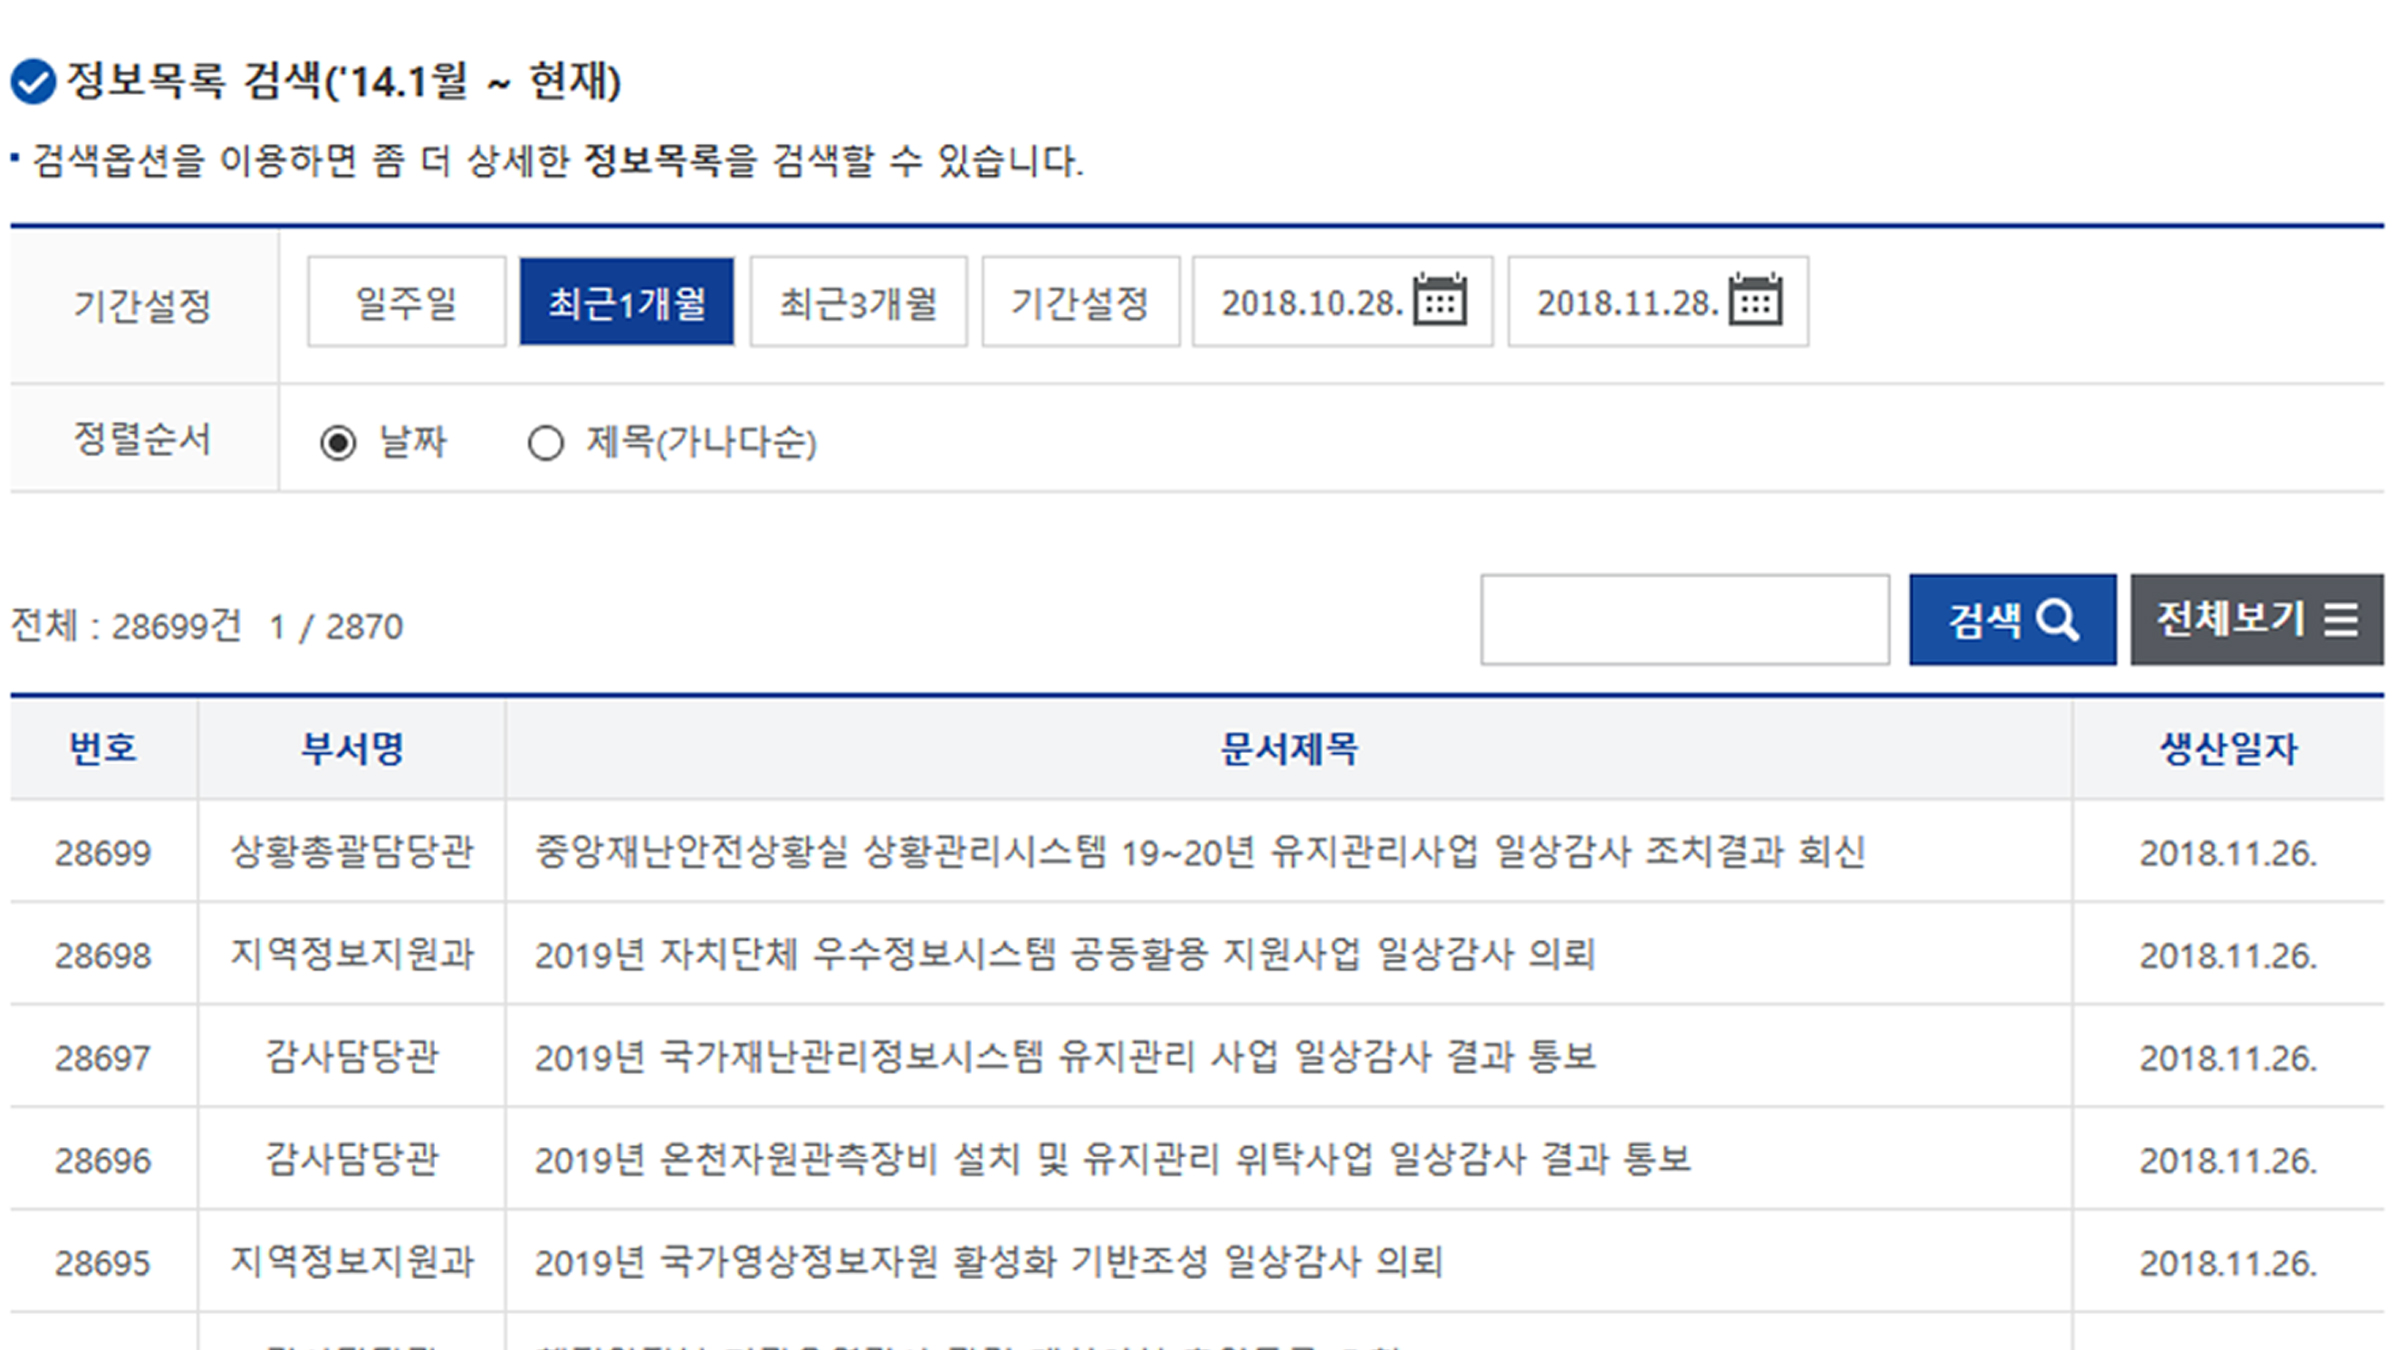 정보목록 검색('14.1월 ~ 현재)
검색옵션을 이용하면 좀 더 상세한 정보목록을 검색할 수 있습니다.
기간설정 일주일 최근1개월 최근3개월 기간설정 2018.10.28. 2018.11.28.
정렬순서 날짜 제목(가나다순)
전체 : 28699건 1 / 2870 검색 전체보기
번호 부서명 문서제목 생산일자
28699 상황총괄담당관 중앙재난안전상황실 상황관리시스템 19~20년 유지관리사업 일상감사 조치결과 회신 2018.11.26.
28698 지역정보지원과 2019년 자치단체 우수정보시스템 공동활용 지원사업 일상감사 의뢰 2018.11.26.
28697 감사담당관 2019년 국가재난관리정보시스템 유지관리 사업 일상감사 결과 통보 2018.11.26.
28696 감사담당관 2019년 온천자원관측장비 설치 및 유지관리 위탁사업 일상감사 결과 통보 2018.11.26.
28695 지역정보지원과 2019년 국가영상정보자원 활성화 기반조성 일상감사 의뢰 2018.11.26.